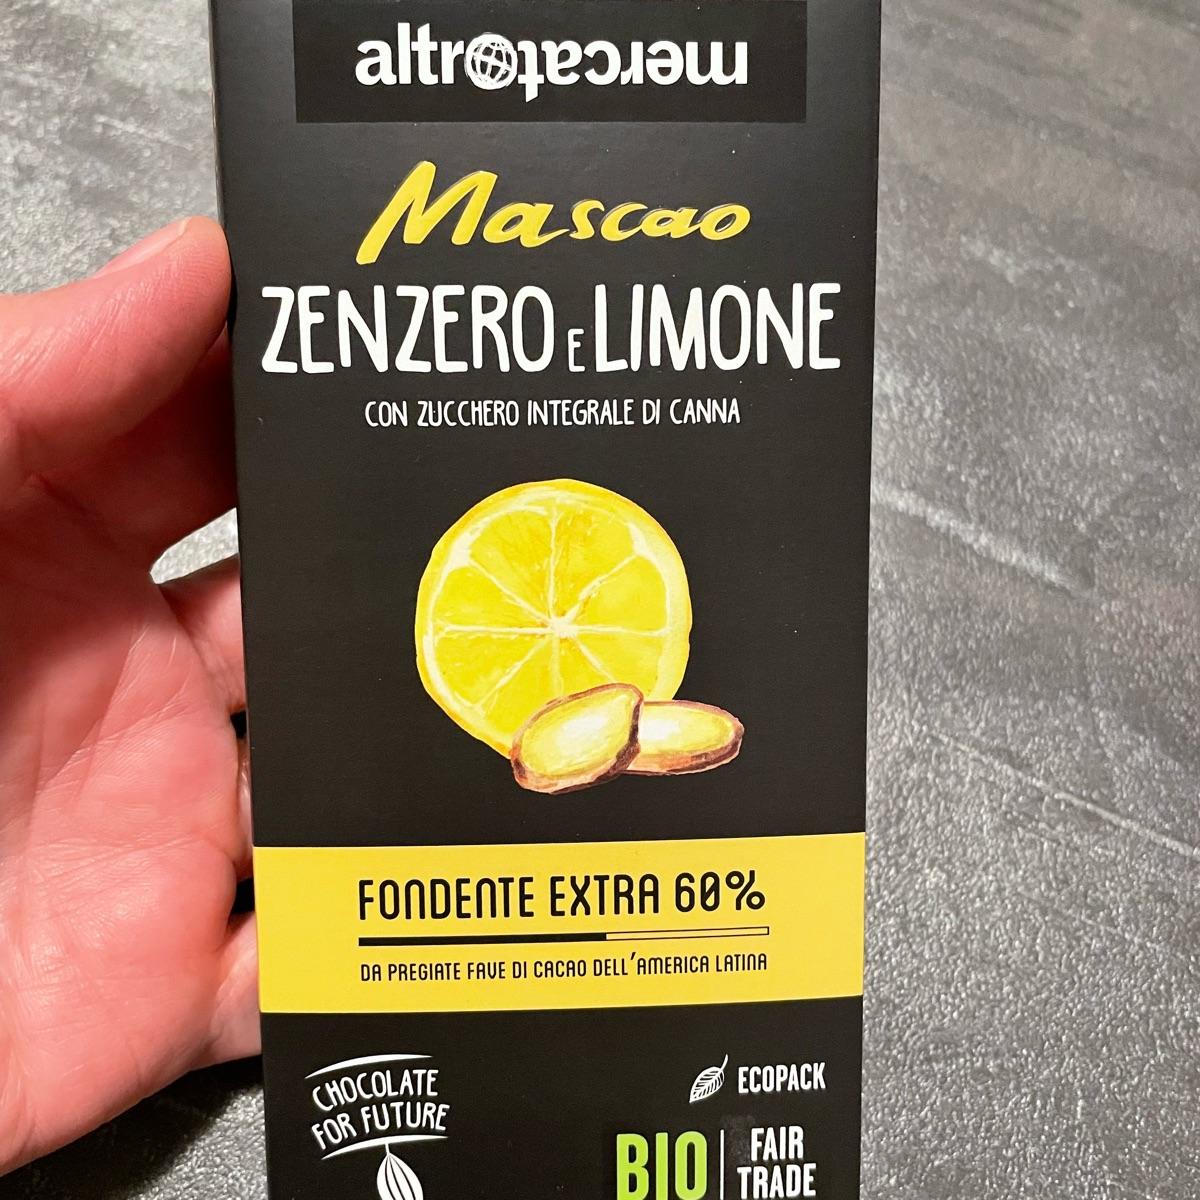 altromercato
Mascao
ZENZERO E LIMONE
CON ZUCCHERO INTEGRALE DI CANNA
FONDENTE EXTRA 60%
DA PREGIATE FAVE DI CACAO DELL'AMERICA LATINA
CHOCOLATE
FOR FUTURE
ECOPACK
BIO
FAIR
TRADE